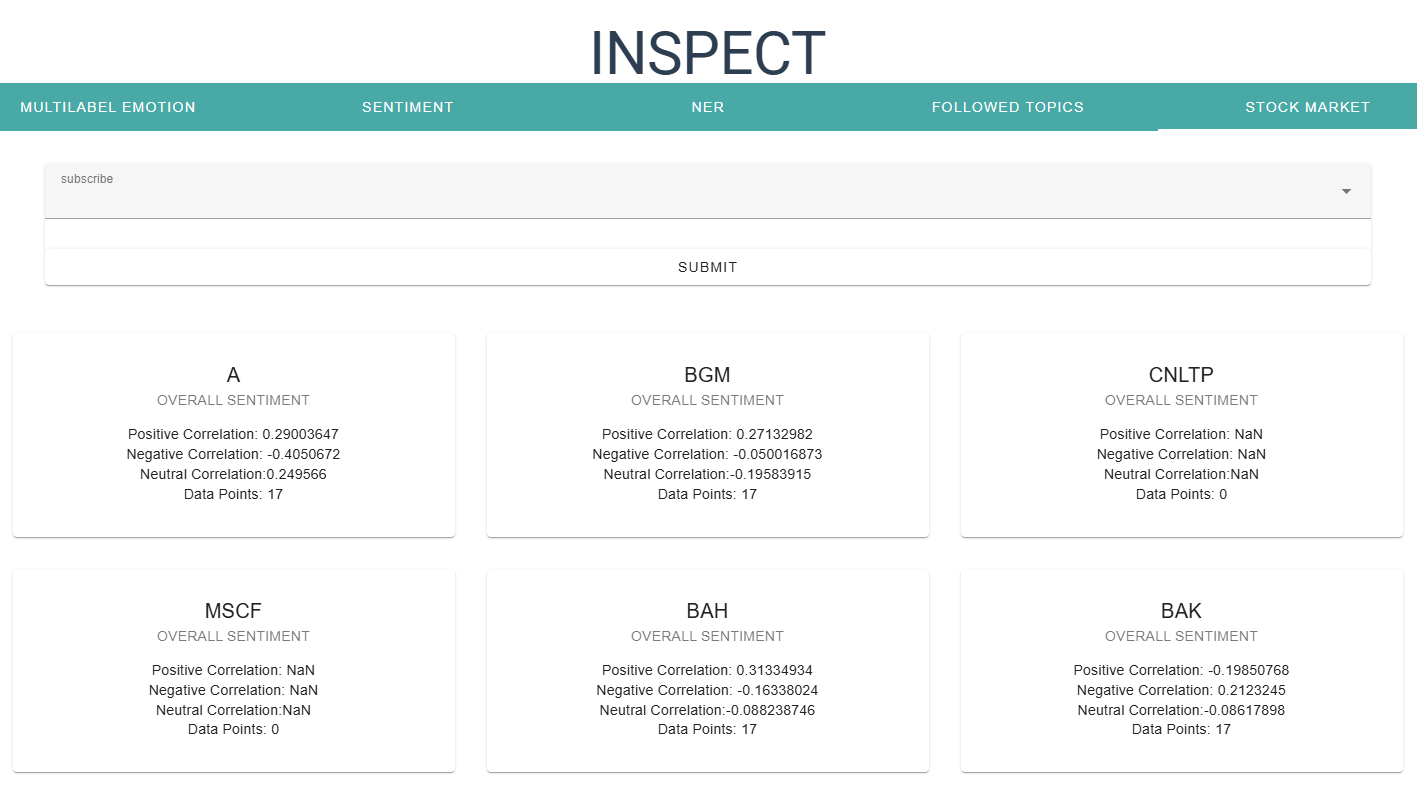 INSPECT
MULTILABEL EMOTION
SENTIMENT
NER
FOLLOWED TOPICS
STOCK MARKET
subscribe
SUBMIT
A
OVERALL SENTIMENT
Positive Correlation: 0.29003647
Negative Correlation: -0.4050672
Neutral Correlation:0.249566
Data Points: 17
BGM
OVERALL SENTIMENT
Positive Correlation: 0.27132982
Negative Correlation: -0.050016873
Neutral Correlation:-0.19583915
Data Points: 17
CNLTP
OVERALL SENTIMENT
Positive Correlation: NaN
Negative Correlation: NaN
Neutral Correlation:NaN
Data Points: 0
MSCF
OVERALL SENTIMENT
Positive Correlation: NaN
Negative Correlation: NaN
Neutral Correlation:NaN
Data Points: 0
BAH
OVERALL SENTIMENT
Positive Correlation: 0.31334934
Negative Correlation: -0.16338024
Neutral Correlation:-0.088238746
Data Points: 17
BAK
OVERALL SENTIMENT
Positive Correlation: -0.19850768
Negative Correlation: 0.2123245
Neutral Correlation:-0.08617898
Data Points: 17